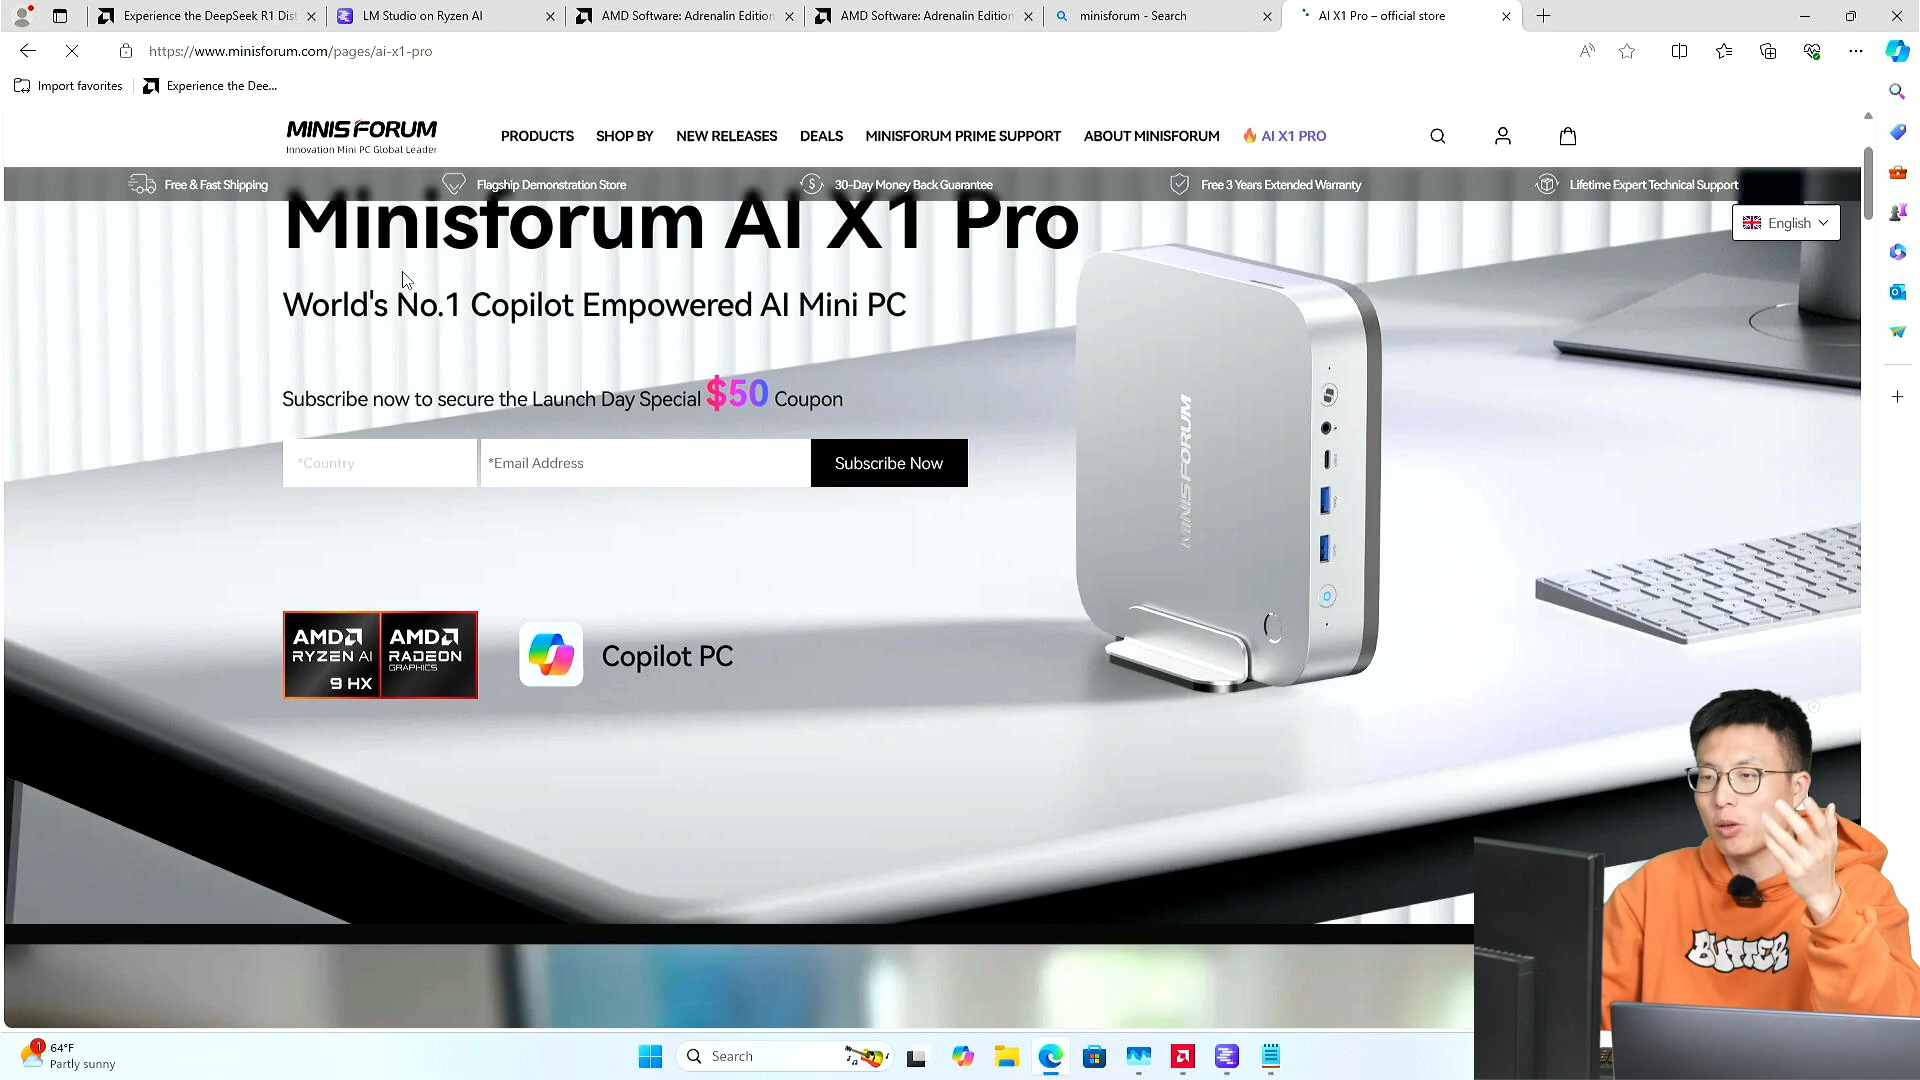 Experience the DeepSeek R1 Dist
LM Studio on Ryzen AI
AMD Software: Adrenalin Edition
AMD Software: Adrenalin Edition
minisforum - Search
AI X1 Pro – official store
https://www.minisforum.com/pages/ai-x1-pro
Import favorites
Experience the Dee...
MINISFORUM
Innovation Mini PC Global Leader
PRODUCTS
SHOP BY
NEW RELEASES
DEALS
MINISFORUM PRIME SUPPORT
ABOUT MINISFORUM
AI X1 PRO
Free & Fast Shipping
Flagship Demonstration Store
30-Day Money Back Guarantee
Free 3 Years Extended Warranty
Lifetime Expert Technical Support
Minisforum AI X1 Pro
English
World's No.1 Copilot Empowered AI Mini PC
Subscribe now to secure the Launch Day Special $50 Coupon
*Country
*Email Address
Subscribe Now
MINISFORUM
AMD RYZEN AI 9 HX
AMD RADEON GRAPHICS
Copilot PC
BUTTER
1
64°F
Partly sunny
Search